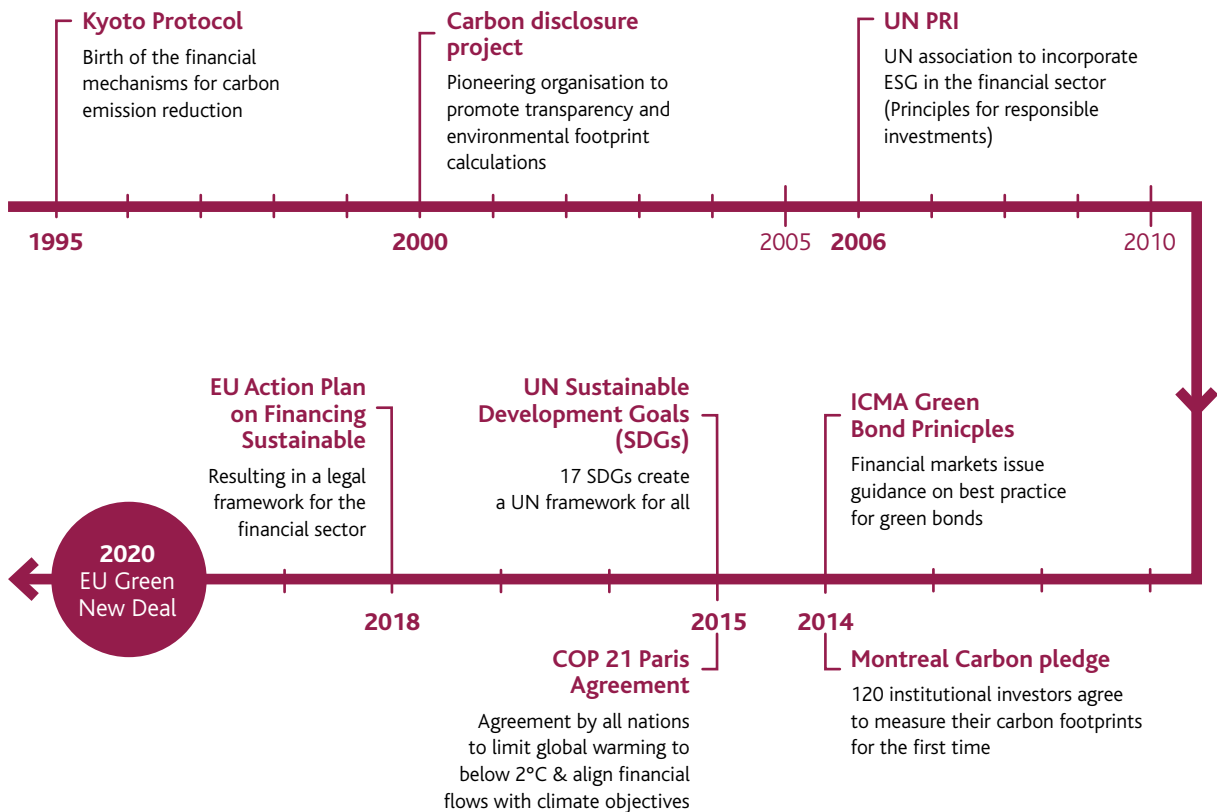 Kyoto Protocol
Birth of the financial
mechanisms for carbon
emission reduction
Carbon disclosure
project
Pioneering organisation to
promote transparency and
environmental footprint
calculations
UN PRI
UN association to incorporate
ESG in the financial sector
(Principles for responsible
investments)
1995
2000
2005
2006
2010
EU Action Plan
on Financing
Sustainable
Resulting in a legal
framework for the
financial sector
UN Sustainable
Development Goals
(SDGs)
17 SDGs create
a UN framework for all
ICMA Green
Bond Prinicples
Financial markets issue
guidance on best practice
for green bonds
2020
EU Green
New Deal
2018
2015
2014
COP 21 Paris
Agreement
Agreement by all nations
to limit global warming to
below 2°C & align financial
flows with climate objectives
Montreal Carbon pledge
120 institutional investors agree
to measure their carbon footprints
for the first time